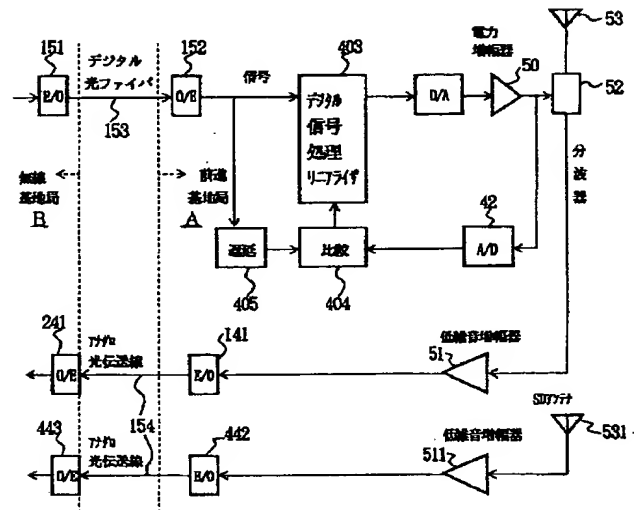 151
デジタル
光ファイバ
152
信号
403
電力
増幅器
50
53
E/O
O/E
デジタル
信号
処理
リニアライザ
D/A
52
153
無線
基地局
B
前進
基地局
A
分
波
器
遅延
比較
42
A/D
405
404
241
アナログ
光伝送線
141
低雑音増幅器
51
O/E
E/O
SDアンテナ
443
154
アナログ
光伝送線
442
低雑音増幅器
511
531
O/E
E/O